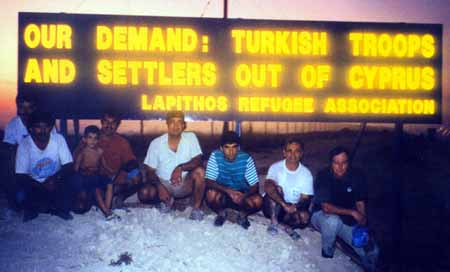 OUR DEMAND: TURKISH TROOPS
AND SETTLERS OUT OF CYPRUS
LAPITHOS REFUGEE ASSOCIATION